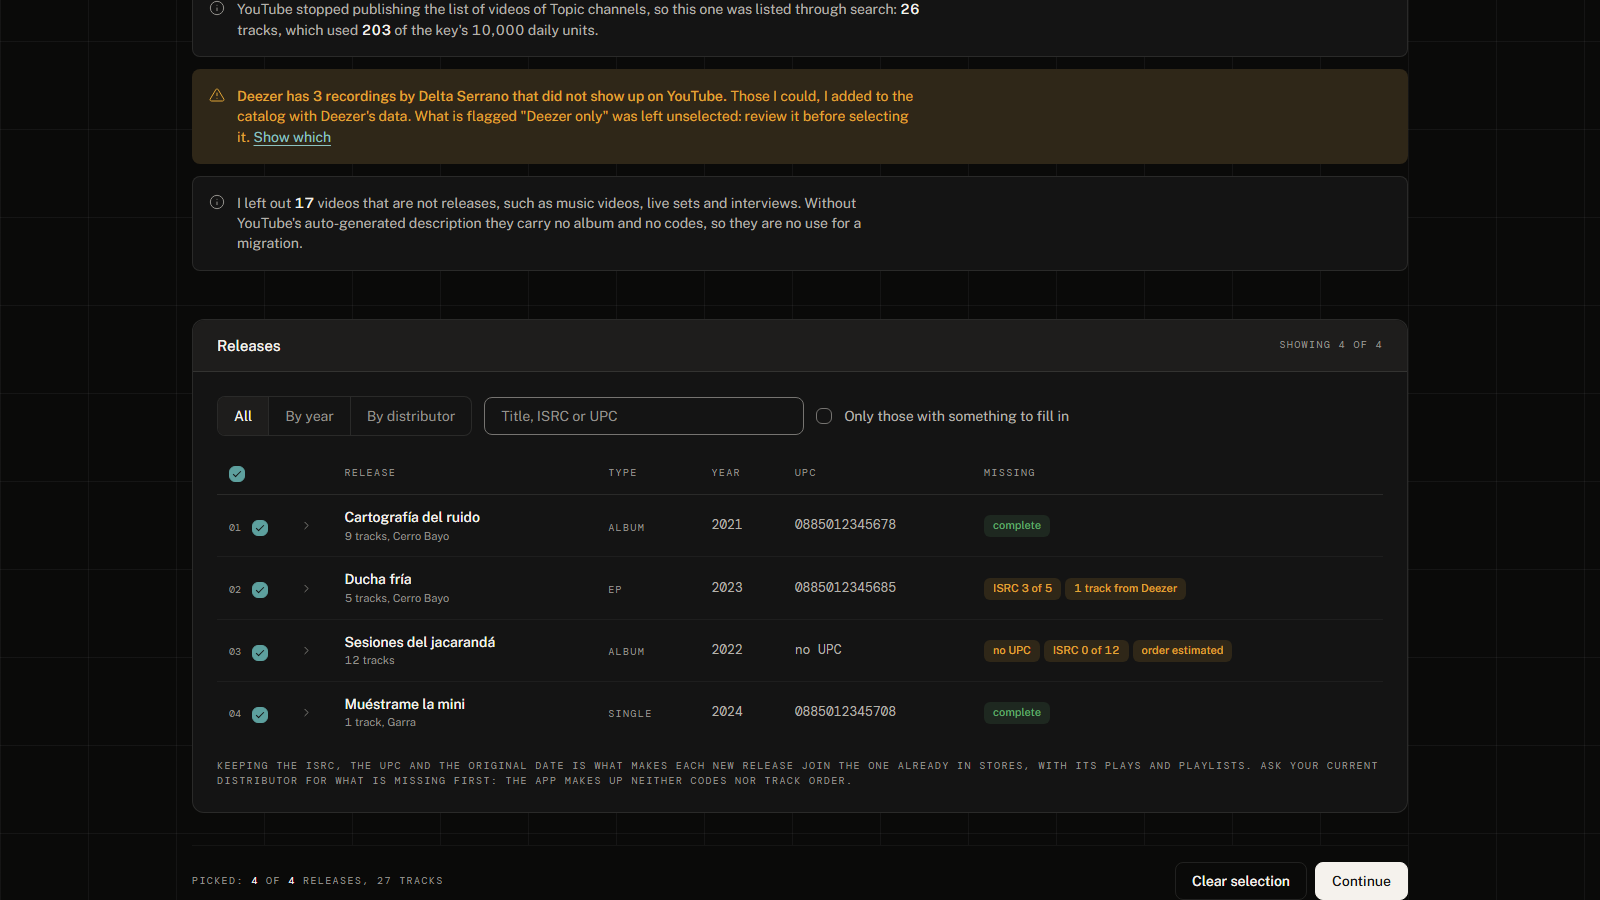 YouTube stopped publishing the list of videos of Topic channels, so this one was listed through search: 26
tracks, which used 203 of the key's 10,000 daily units.
Deezer has 3 recordings by Delta Serrano that did not show up on YouTube. Those I could, I added to the
catalog with Deezer's data. What is flagged "Deezer only" was left unselected: review it before selecting
it. Show which
I left out 17 videos that are not releases, such as music videos, live sets and interviews. Without
YouTube's auto-generated description they carry no album and no codes, so they are no use for a
migration.
Releases SHOWING 4 OF 4
All By year By distributor Title, ISRC or UPC Only those with something to fill in
RELEASE TYPE YEAR UPC MISSING
01 Cartografía del ruido ALBUM 2021 0885012345678 complete
9 tracks, Cerro Bayo
02 Ducha fría EP 2023 0885012345685 ISRC 3 of 5 1 track from Deezer
5 tracks, Cerro Bayo
03 Sesiones del jacarandá ALBUM 2022 no UPC no UPC ISRC 0 of 12 order estimated
12 tracks
04 Muéstrame la mini SINGLE 2024 0885012345708 complete
1 track, Garra
KEEPING THE ISRC, THE UPC AND THE ORIGINAL DATE IS WHAT MAKES EACH NEW RELEASE JOIN THE ONE ALREADY IN STORES, WITH ITS PLAYS AND PLAYLISTS. ASK YOUR CURRENT
DISTRIBUTOR FOR WHAT IS MISSING FIRST: THE APP MAKES UP NEITHER CODES NOR TRACK ORDER.
PICKED: 4 OF 4 RELEASES, 27 TRACKS Clear selection Continue